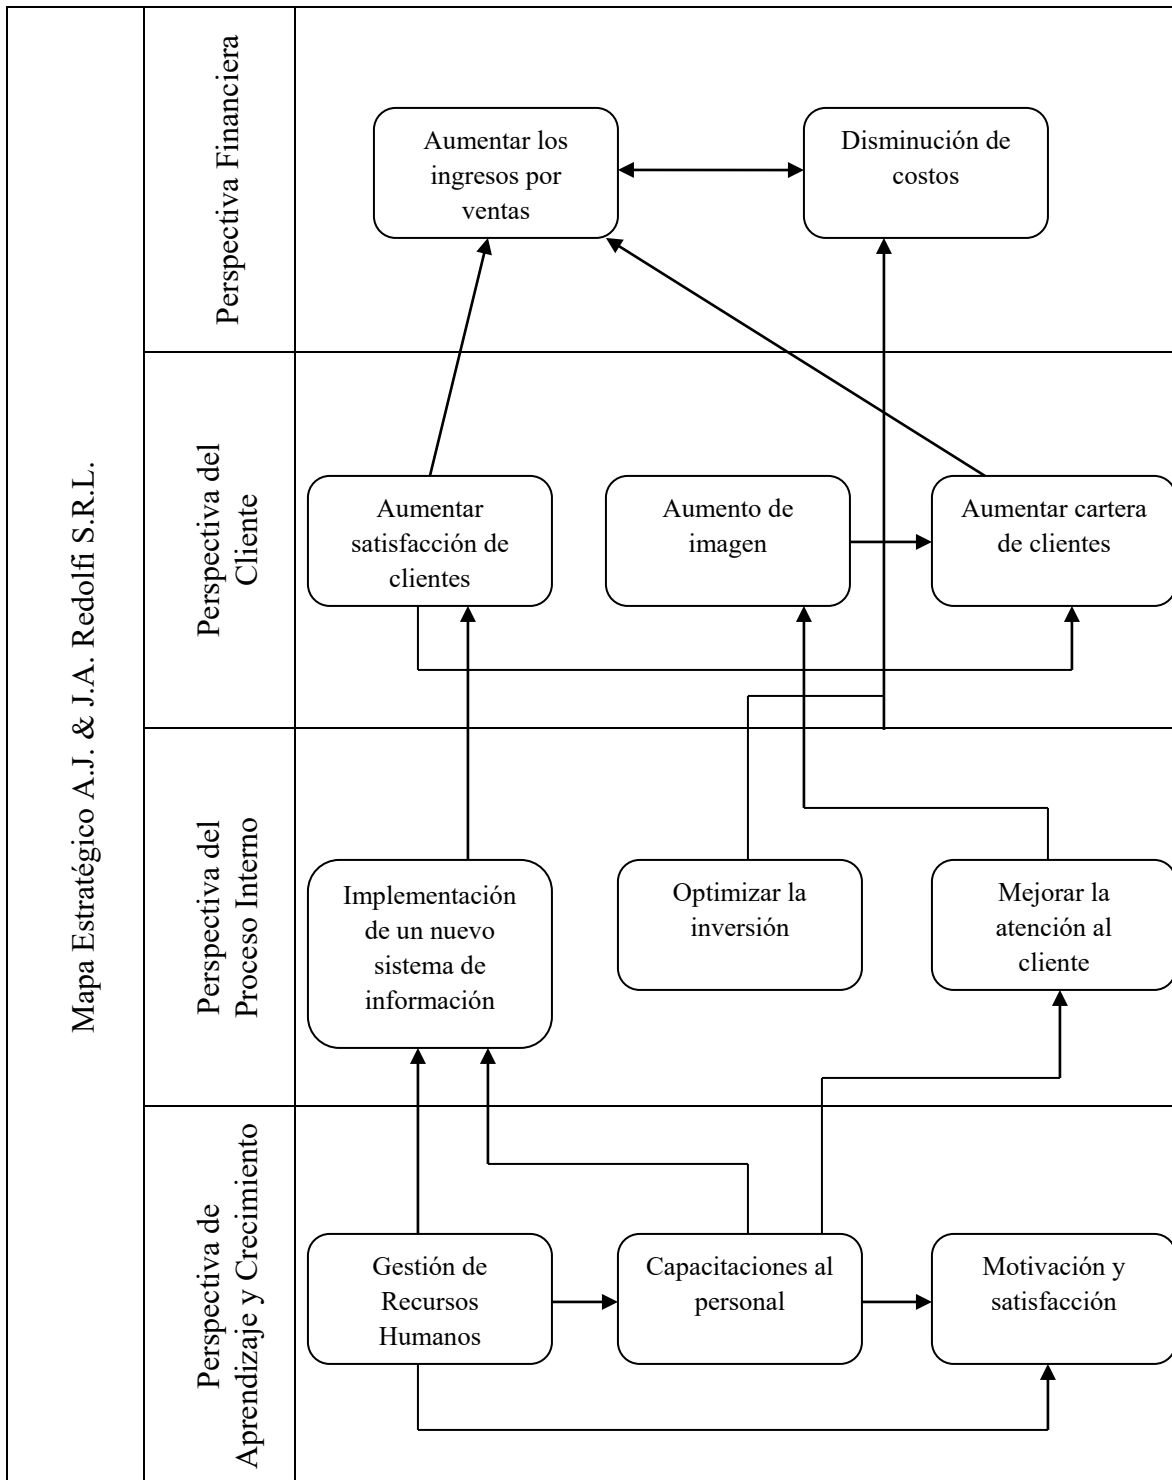 Mapa Estratégico A.J. & J.A. Redolfi S.R.L.
Perspectiva Financiera
Aumentar los
ingresos por
ventas
Disminución de
costos
Perspectiva del
Cliente
Aumentar
satisfacción de
clientes
Aumento de
imagen
Aumentar cartera
de clientes
Perspectiva del
Proceso Interno
Implementación
de un nuevo
sistema de
información
Optimizar la
inversión
Mejorar la
atención al
cliente
Perspectiva de
Aprendizaje y Crecimiento
Gestión de
Recursos
Humanos
Capacitaciones al
personal
Motivación y
satisfacción